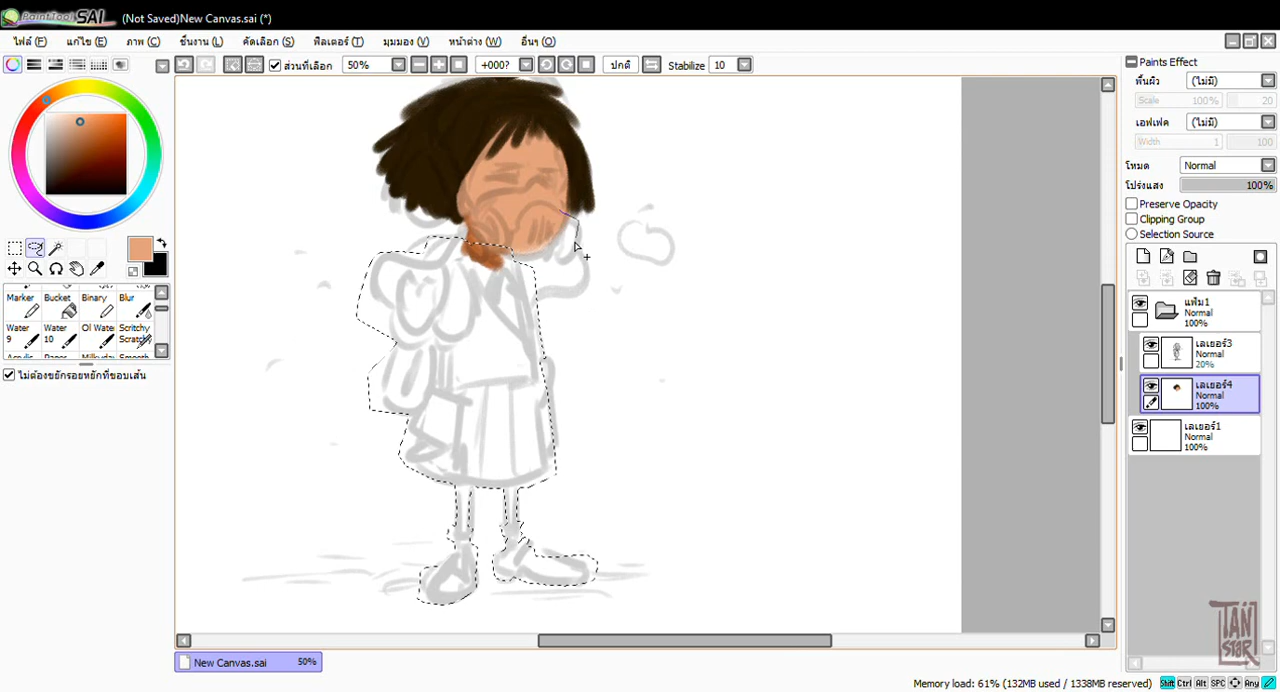 PaintTool SAI (Not Saved)New Canvas.sai (*)
ไฟล์ (F) แก้ไข (E) ภาพ (C) ชั้นงาน (L) คัดเลือก (S) ฟิลเตอร์ (T) มุมมอง (V) หน้าต่าง (W) อื่นๆ (O)
ส่วนที่เลือก 50% +000? ปกติ Stabilize 10
Paints Effect
พื้นผิว (ไม่มี)
Scale 100% 20
เอฟเฟค (ไม่มี)
Width 1 100
โหมด Normal
โปร่งแสง 100%
Preserve Opacity
Clipping Group
Selection Source
Marker Bucket Binary Blur
Water 9 Water 10 Oil Water Scritchy Scratch
ไม่ต้องขยักรอยหยักที่ขอบเส้น
แฟ้ม1
Normal
100%
เลเยอร์3
Normal
20%
เลเยอร์4
Normal
100%
เลเยอร์1
Normal
100%
TAN STAR
New Canvas.sai 50%
Memory load: 61% (132MB used / 1338MB reserved) Shift Ctrl Alt SPC Any